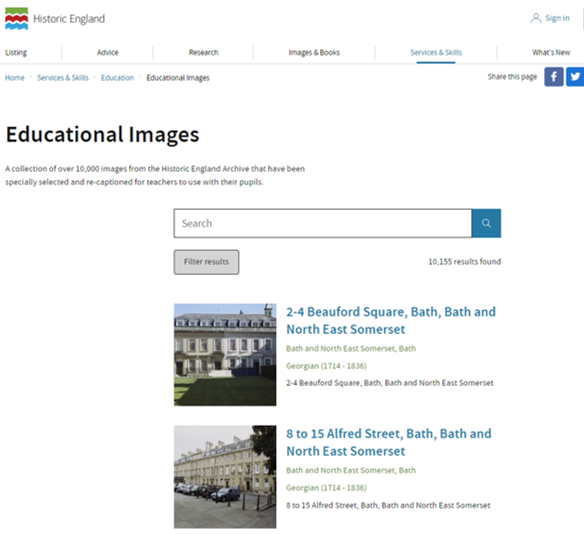 Historic England
Sign in
Listing Advice Research Images & Books Services & Skills What's New
Home Services & Skills Education Educational Images Share this page
Educational Images
A collection of over 10,000 images from the Historic England Archive that have been
specially selected and re-captioned for teachers to use with their pupils.
Search
Filter results 10,155 results found
2-4 Beauford Square, Bath, Bath and
North East Somerset
Bath and North East Somerset, Bath
Georgian (1714 - 1836)
2-4 Beauford Square, Bath, Bath and North East Somerset
8 to 15 Alfred Street, Bath, Bath and
North East Somerset
Bath and North East Somerset, Bath
Georgian (1714 - 1836)
8 to 15 Alfred Street, Bath, Bath and North East Somerset